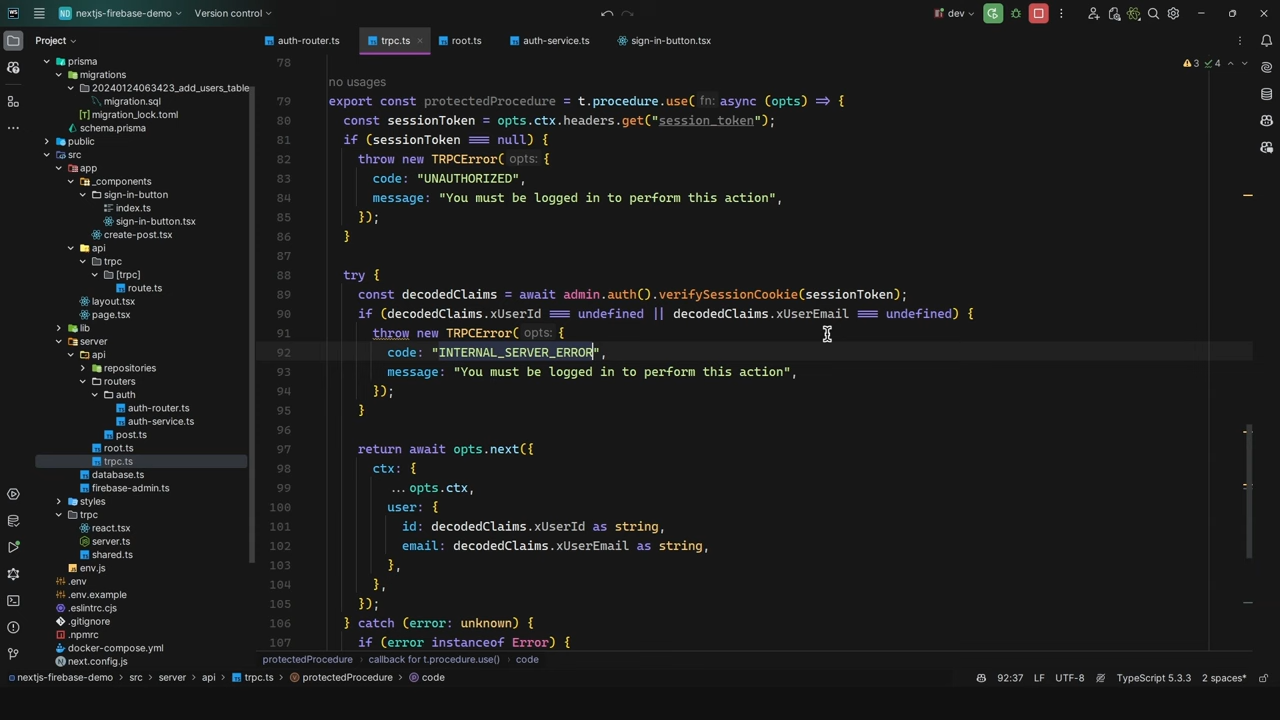 ND nextjs-firebase-demo Version control dev
Project auth-router.ts trpc.ts root.ts auth-service.ts sign-in-button.tsx
prisma
migrations
20240124063423_add_users_table
migration.sql
migration_lock.toml
schema.prisma
public
src
app
_components
sign-in-button
index.ts
sign-in-button.tsx
create-post.tsx
api
trpc
[trpc]
route.ts
layout.tsx
page.tsx
lib
server
api
repositories
routers
auth
auth-router.ts
auth-service.ts
post.ts
root.ts
trpc.ts
database.ts
firebase-admin.ts
styles
trpc
react.tsx
server.ts
shared.ts
env.js
.env
.env.example
.eslintrc.cjs
.gitignore
.npmrc
docker-compose.yml
next.config.js
3 4
78
no usages
79 export const protectedProcedure = t.procedure.use( fn: async (opts) => {
80 const sessionToken = opts.ctx.headers.get("session_token");
81 if (sessionToken === null) {
82 throw new TRPCError( opts: {
83 code: "UNAUTHORIZED",
84 message: "You must be logged in to perform this action",
85 });
86 }
87
88 try {
89 const decodedClaims = await admin.auth().verifySessionCookie(sessionToken);
90 if (decodedClaims.xUserId === undefined || decodedClaims.xUserEmail === undefined) {
91 throw new TRPCError( opts: {
92 code: "INTERNAL_SERVER_ERROR",
93 message: "You must be logged in to perform this action",
94 });
95 }
96
97 return await opts.next({
98 ctx: {
99 ...opts.ctx,
100 user: {
101 id: decodedClaims.xUserId as string,
102 email: decodedClaims.xUserEmail as string,
103 },
104 },
105 });
106 } catch (error: unknown) {
107 if (error instanceof Error) {
protectedProcedure › callback for t.procedure.use() › code
nextjs-firebase-demo › src › server › api › trpc.ts › protectedProcedure › code 92:37 LF UTF-8 TypeScript 5.3.3 2 spaces*